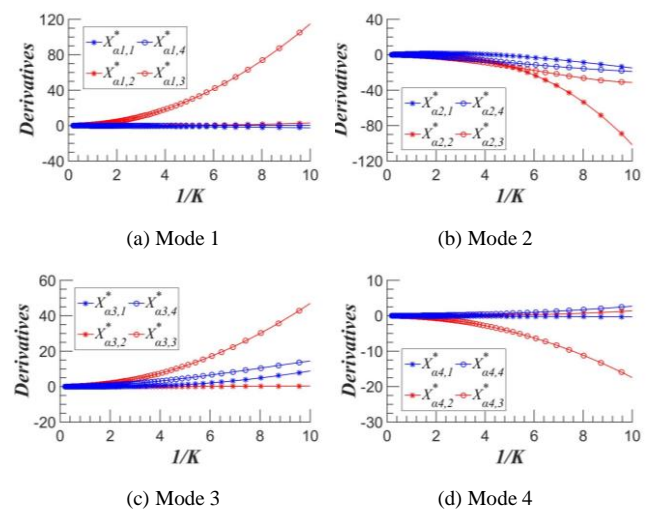 Derivatives
120
80
40
0
-40
X*α1,1 X*α1,4
X*α1,2 X*α1,3
0 2 4 6 8 10
1/K
(a) Mode 1
Derivatives
40
0
-40
-80
-120
X*α2,1 X*α2,4
X*α2,2 X*α2,3
0 2 4 6 8 10
1/K
(b) Mode 2
Derivatives
60
40
20
0
-20
X*α3,1 X*α3,4
X*α3,2 X*α3,3
0 2 4 6 8 10
1/K
(c) Mode 3
Derivatives
10
0
-10
-20
-30
X*α4,1 X*α4,4
X*α4,2 X*α4,3
0 2 4 6 8 10
1/K
(d) Mode 4